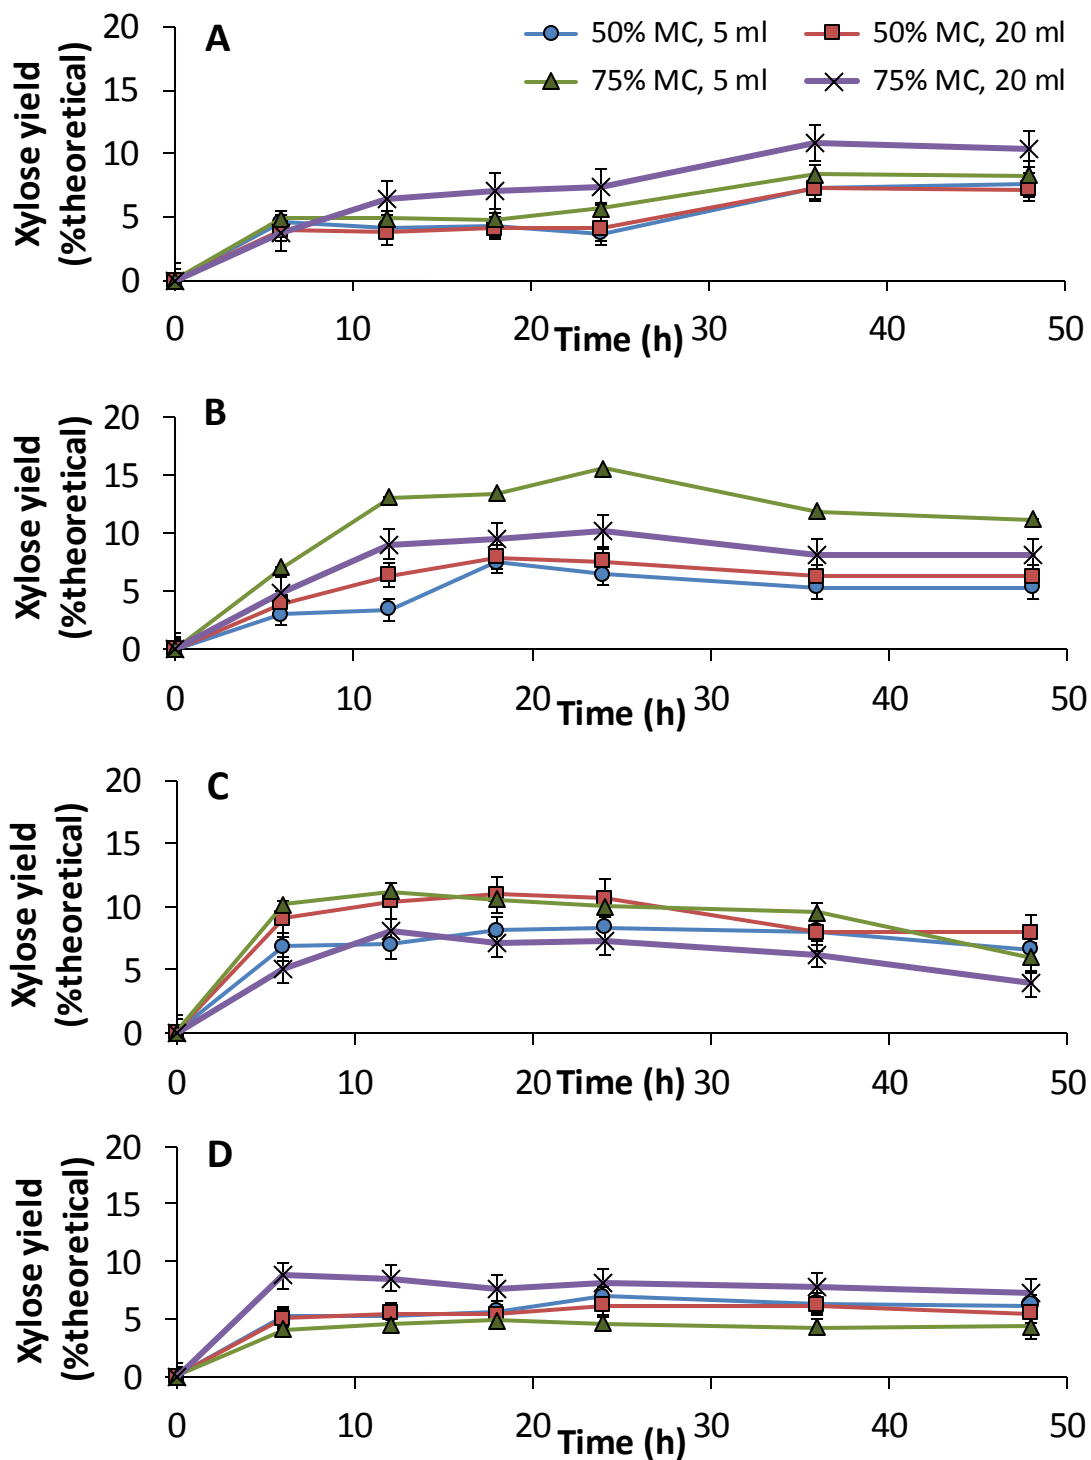 A
50% MC, 5 ml
50% MC, 20 ml
75% MC, 5 ml
75% MC, 20 ml
Xylose yield
(%theoretical)
20
15
10
5
0
0 10 20 30 40 50
Time (h)
B
Xylose yield
(%theoretical)
20
15
10
5
0
0 10 20 30 40 50
Time (h)
C
Xylose yield
(%theoretical)
20
15
10
5
0
0 10 20 30 40 50
Time (h)
D
Xylose yield
(%theoretical)
20
15
10
5
0
0 10 20 30 40 50
Time (h)